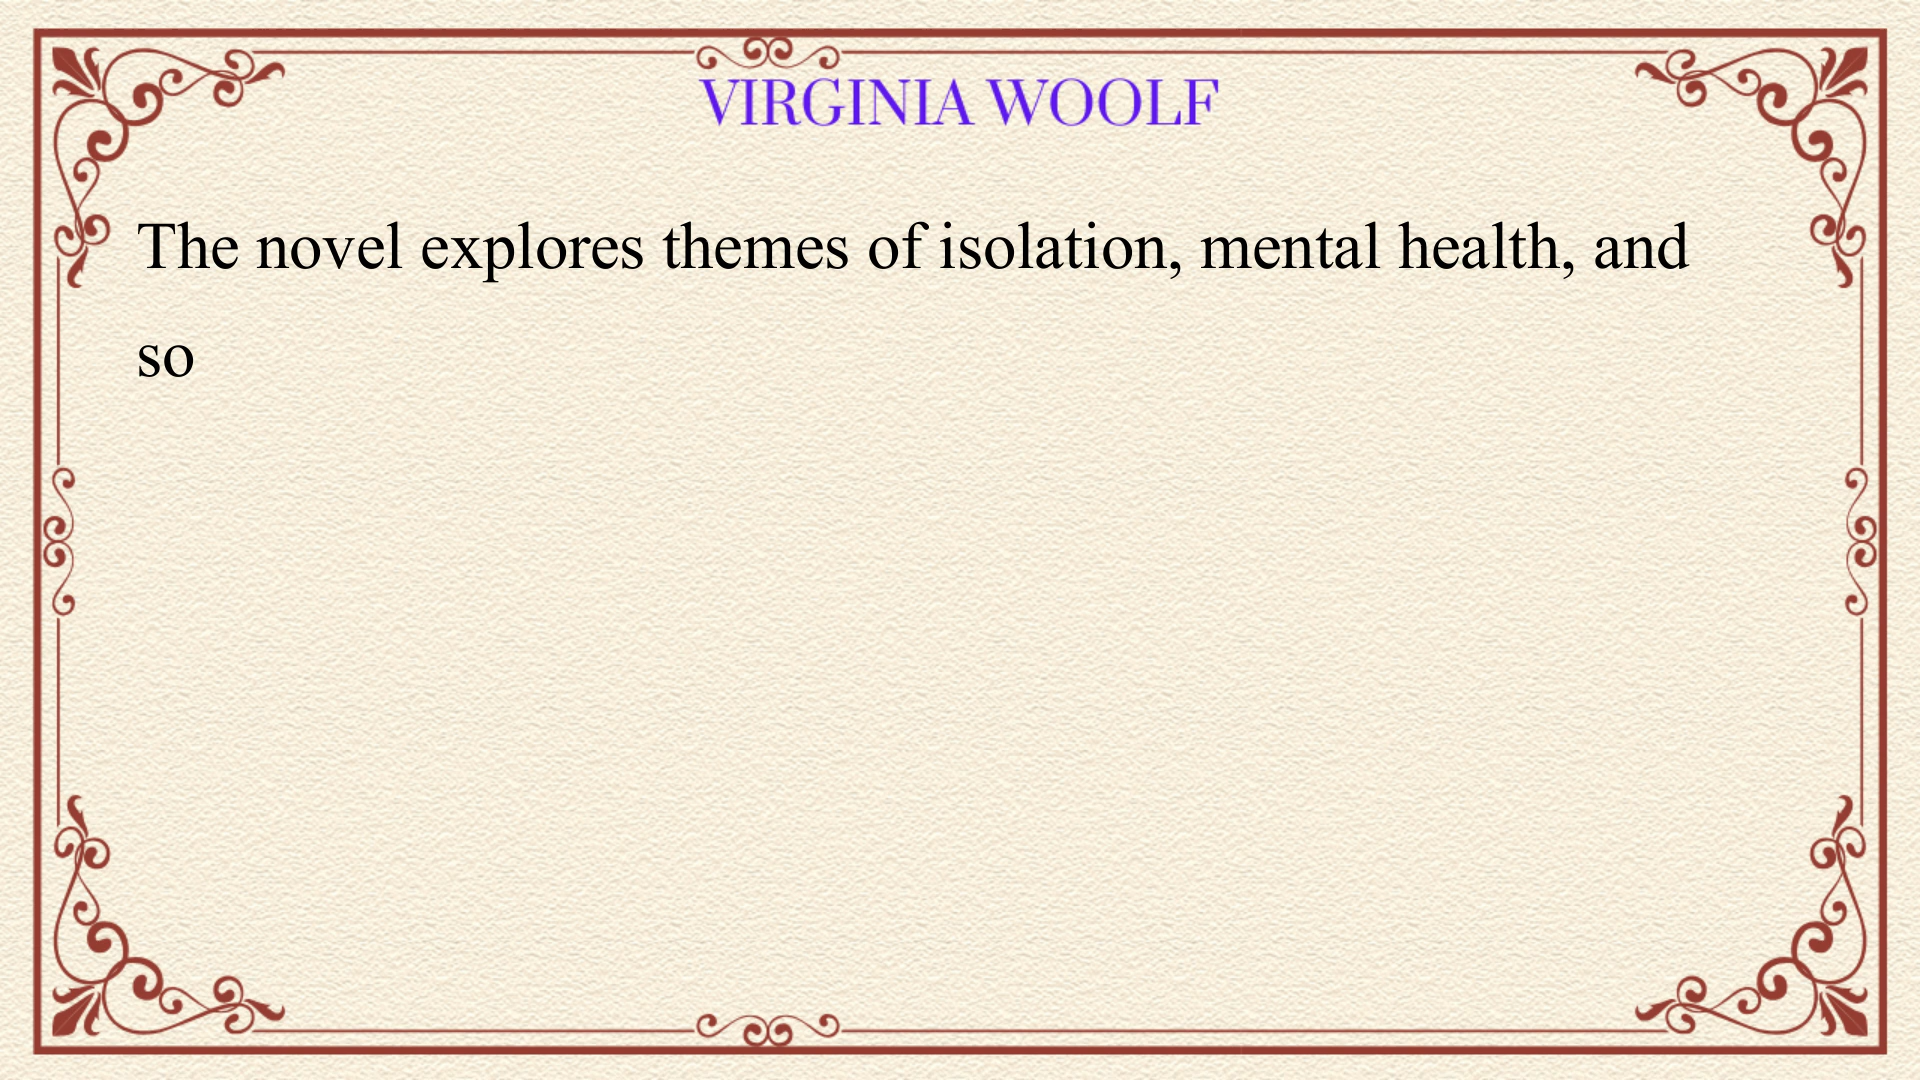 VIRGINIA WOOLF
The novel explores themes of isolation, mental health, and
so